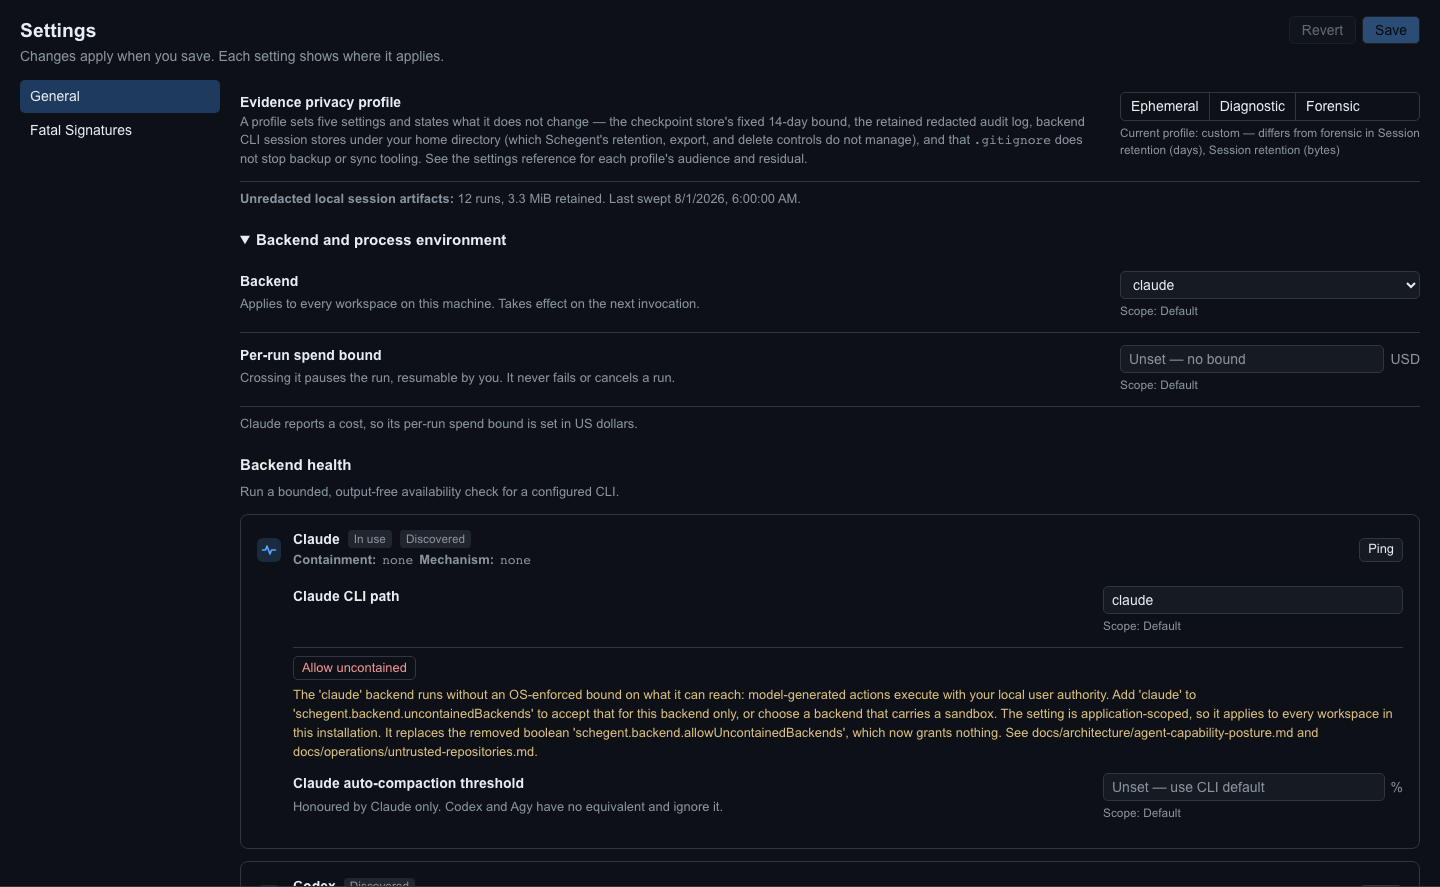 Settings
Revert
Save
Changes apply when you save. Each setting shows where it applies.
General
Fatal Signatures
Evidence privacy profile
A profile sets five settings and states what it does not change — the checkpoint store's fixed 14-day bound, the retained redacted audit log, backend
CLI session stores under your home directory (which Schegent's retention, export, and delete controls do not manage), and that .gitignore does
not stop backup or sync tooling. See the settings reference for each profile's audience and residual.
Ephemeral
Diagnostic
Forensic
Current profile: custom — differs from forensic in Session
retention (days), Session retention (bytes)
Unredacted local session artifacts: 12 runs, 3.3 MiB retained. Last swept 8/1/2026, 6:00:00 AM.
Backend and process environment
Backend
Applies to every workspace on this machine. Takes effect on the next invocation.
claude
Scope: Default
Per-run spend bound
Crossing it pauses the run, resumable by you. It never fails or cancels a run.
Unset — no bound
USD
Scope: Default
Claude reports a cost, so its per-run spend bound is set in US dollars.
Backend health
Run a bounded, output-free availability check for a configured CLI.
Claude
In use
Discovered
Containment: none Mechanism: none
Ping
Claude CLI path
claude
Scope: Default
Allow uncontained
The 'claude' backend runs without an OS-enforced bound on what it can reach: model-generated actions execute with your local user authority. Add 'claude' to
'schegent.backend.uncontainedBackends' to accept that for this backend only, or choose a backend that carries a sandbox. The setting is application-scoped, so it applies to every workspace in
this installation. It replaces the removed boolean 'schegent.backend.allowUncontainedBackends', which now grants nothing. See docs/architecture/agent-capability-posture.md and
docs/operations/untrusted-repositories.md.
Claude auto-compaction threshold
Honoured by Claude only. Codex and Agy have no equivalent and ignore it.
Unset — use CLI default
%
Scope: Default
Codex
Discovered